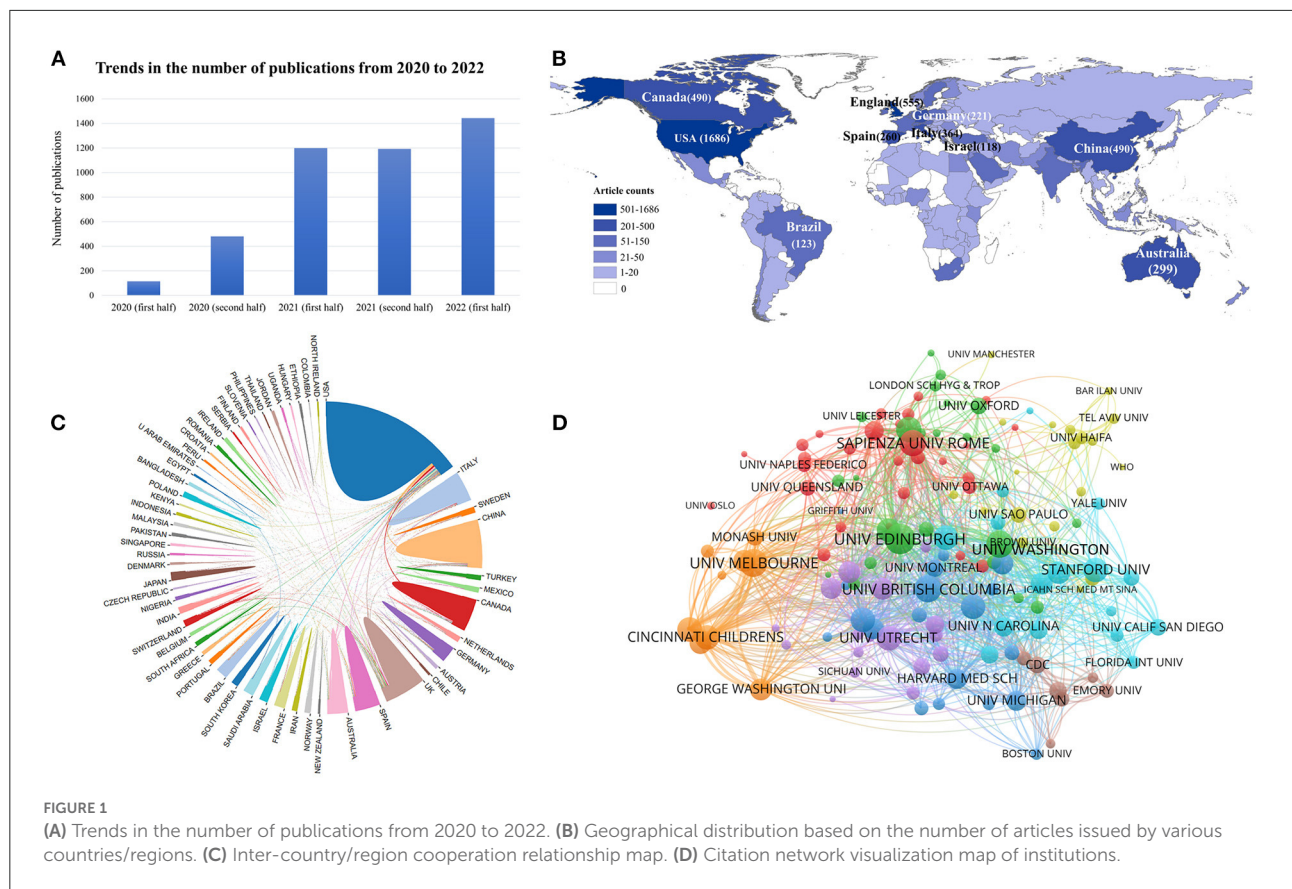 A
Trends in the number of publications from 2020 to 2022
Number of publications
1600
1400
1200
1000
800
600
400
200
0
2020 (first half)
2020 (second half)
2021 (first half)
2021 (second half)
2022 (first half)
B
Canada(490)
USA (1686)
England(555)
Germany(221)
Spain(260)
Italy(364)
Israel(118)
China(490)
Brazil
(123)
Australia
(299)
Article counts
501-1686
201-500
51-150
21-50
1-20
0
C
USA
ITALY
SWEDEN
CHINA
TURKEY
MEXICO
CANADA
NETHERLANDS
GERMANY
AUSTRIA
CHILE
UK
SPAIN
AUSTRALIA
NEW ZEALAND
NORWAY
IRAN
FRANCE
ISRAEL
SAUDI ARABIA
SOUTH KOREA
BRAZIL
PORTUGAL
GREECE
SOUTH AFRICA
BELGIUM
SWITZERLAND
INDIA
NIGERIA
CZECH REPUBLIC
JAPAN
DENMARK
RUSSIA
SINGAPORE
PAKISTAN
MALAYSIA
INDONESIA
KENYA
POLAND
BANGLADESH
EGYPT
U ARAB EMIRATES
PERU
CROATIA
ROMANIA
IRELAND
SERBIA
FINLAND
SLOVENIA
PHILIPPINES
THAILAND
JORDAN
UGANDA
HUNGARY
ETHIOPIA
COLOMBIA
NORTH IRELAND
D
UNIV MANCHESTER
LONDON SCH HYG & TROP
BAR ILAN UNIV
UNIV LEICESTER
UNIV OXFORD
TEL AVIV UNIV
SAPIENZA UNIV ROME
UNIV HAIFA
UNIV NAPLES FEDERICO
WHO
UNIV QUEENSLAND
UNIV OTTAWA
YALE UNIV
UNIV OSLO
GRIFFITH UNIV
UNIV SAO PAULO
MONASH UNIV
UNIV EDINBURGH
BROWN UNIV
UNIV WASHINGTON
UNIV MELBOURNE
UNIV MONTREAL
STANFORD UNIV
UNIV BRITISH COLUMBIA
ICAHN SCH MED MT SINA
CINCINNATI CHILDRENS
UNIV UTRECHT
UNIV N CAROLINA
UNIV CALIF SAN DIEGO
SICHUAN UNIV
CDC
FLORIDA INT UNIV
GEORGE WASHINGTON UNI
HARVARD MED SCH
EMORY UNIV
UNIV MICHIGAN
BOSTON UNIV
FIGURE 1
(A) Trends in the number of publications from 2020 to 2022. (B) Geographical distribution based on the number of articles issued by various
countries/regions. (C) Inter-country/region cooperation relationship map. (D) Citation network visualization map of institutions.